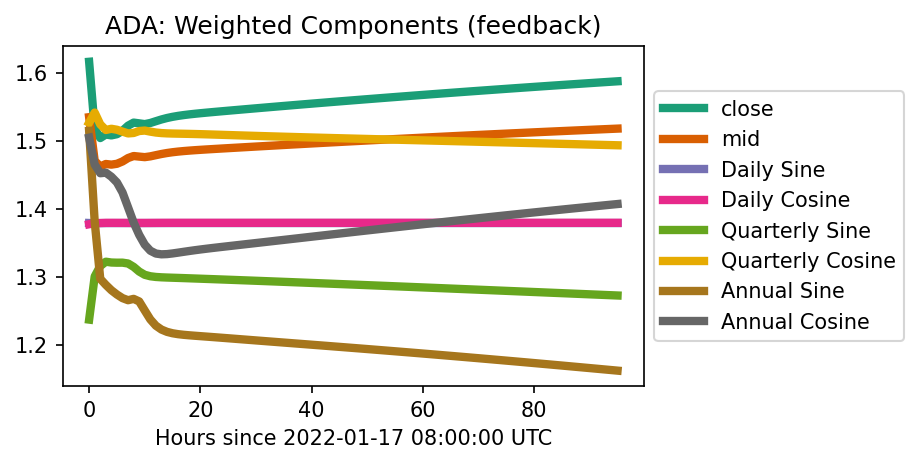 ADA: Weighted Components (feedback)
1.6
1.5
1.4
1.3
1.2
0 20 40 60 80
Hours since 2022-01-17 08:00:00 UTC
close
mid
Daily Sine
Daily Cosine
Quarterly Sine
Quarterly Cosine
Annual Sine
Annual Cosine